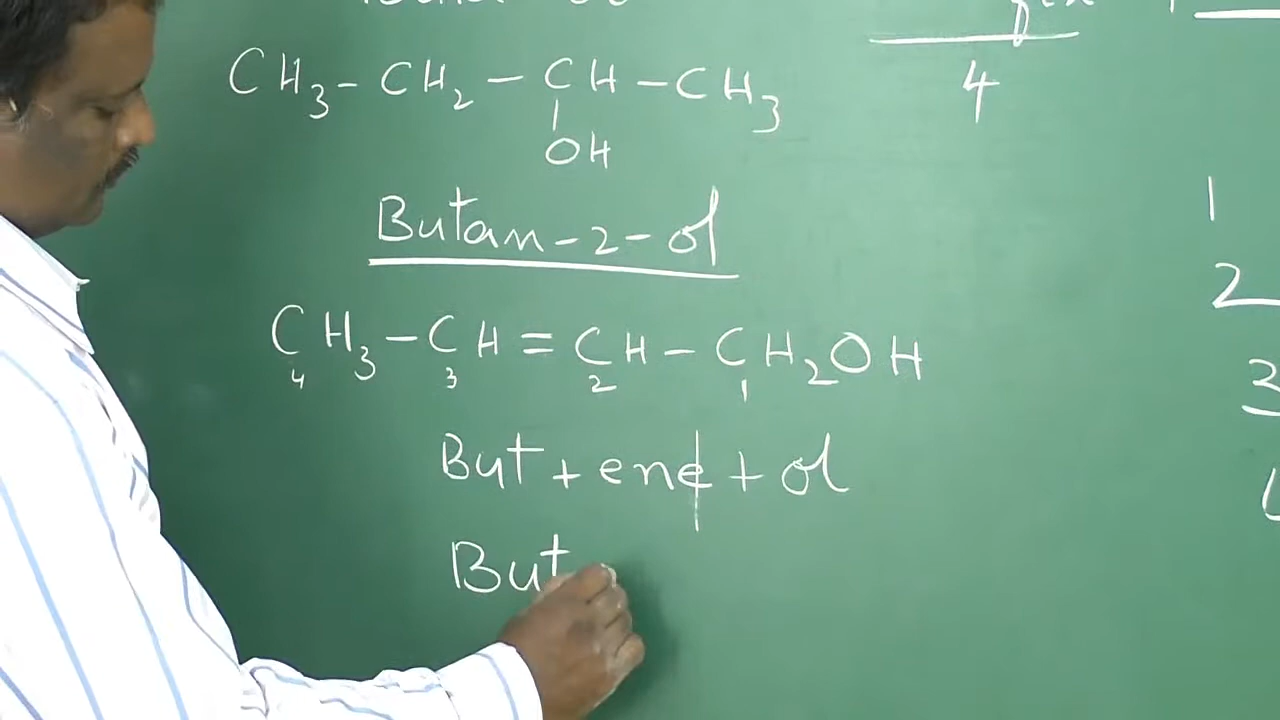 CH₃ - CH₂ - CH - CH₃
OH
4
Butan-2-ol
1
2
CH₃ - CH = CH - CH₂OH
4 3 2 1
3
But + ene + ol
But